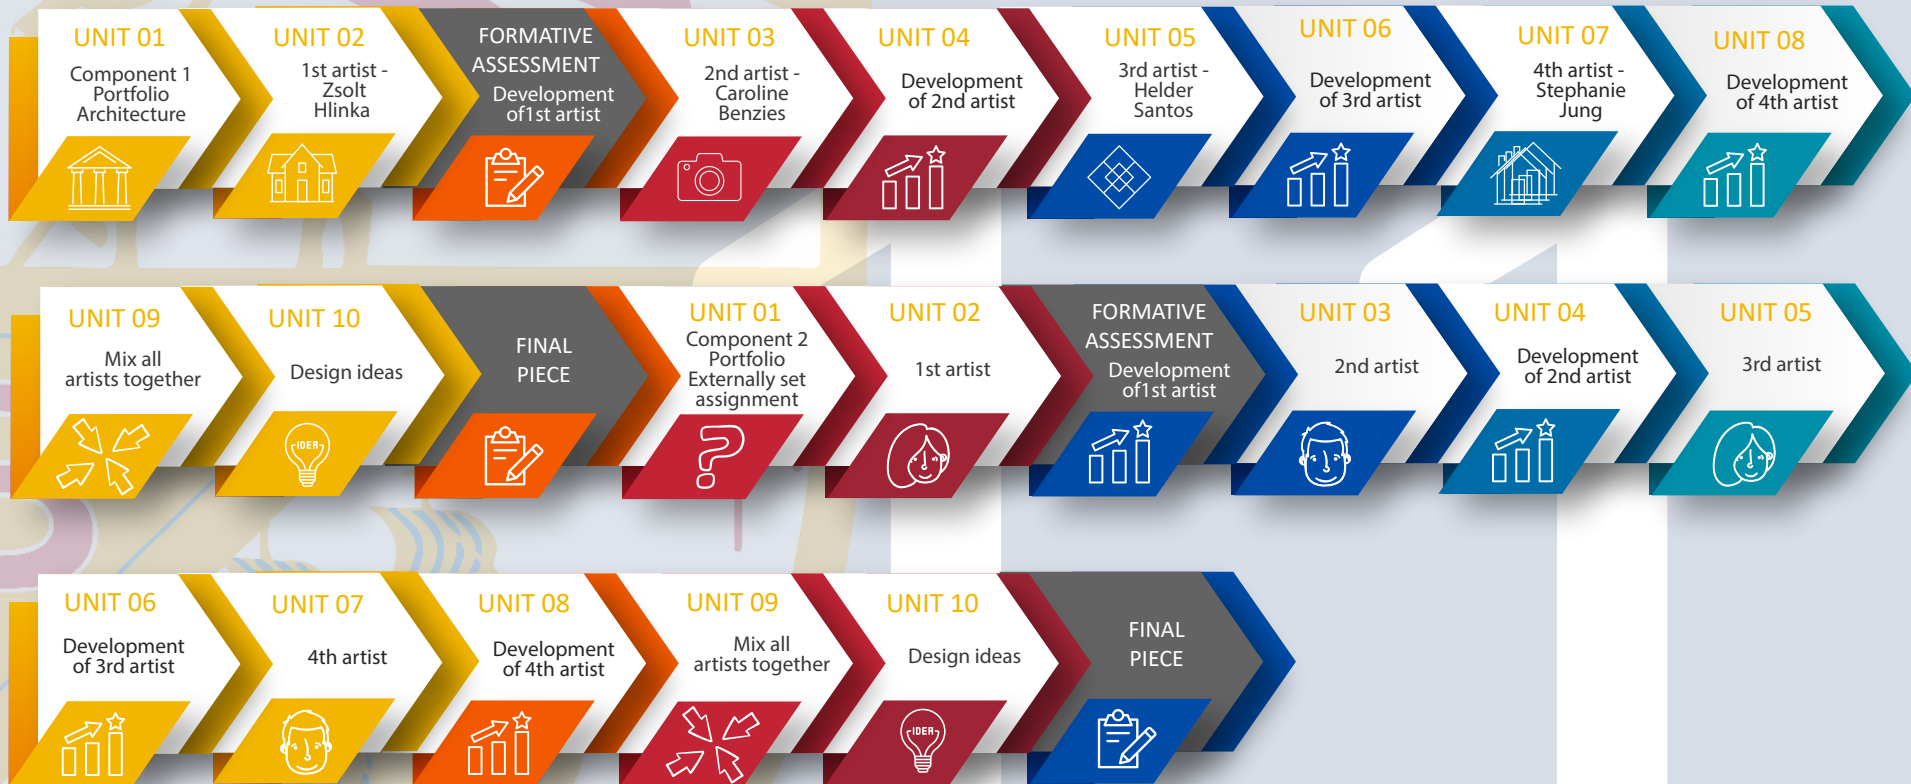 UNIT 01
Component 1
Portfolio
Architecture
UNIT 02
1st artist -
Zsolt
Hlinka
FORMATIVE
ASSESSMENT
Development
of1st artist
UNIT 03
2nd artist -
Caroline
Benzies
UNIT 04
Development
of 2nd artist
UNIT 05
3rd artist -
Helder
Santos
UNIT 06
Development
of 3rd artist
UNIT 07
4th artist -
Stephanie
Jung
UNIT 08
Development
of 4th artist
UNIT 09
Mix all
artists together
UNIT 10
Design ideas
IDEA
FINAL
PIECE
UNIT 01
Component 2
Portfolio
Externally set
assignment
UNIT 02
1st artist
FORMATIVE
ASSESSMENT
Development
of1st artist
UNIT 03
2nd artist
UNIT 04
Development
of 2nd artist
UNIT 05
3rd artist
UNIT 06
Development
of 3rd artist
UNIT 07
4th artist
UNIT 08
Development
of 4th artist
UNIT 09
Mix all
artists together
UNIT 10
Design ideas
IDEA
FINAL
PIECE